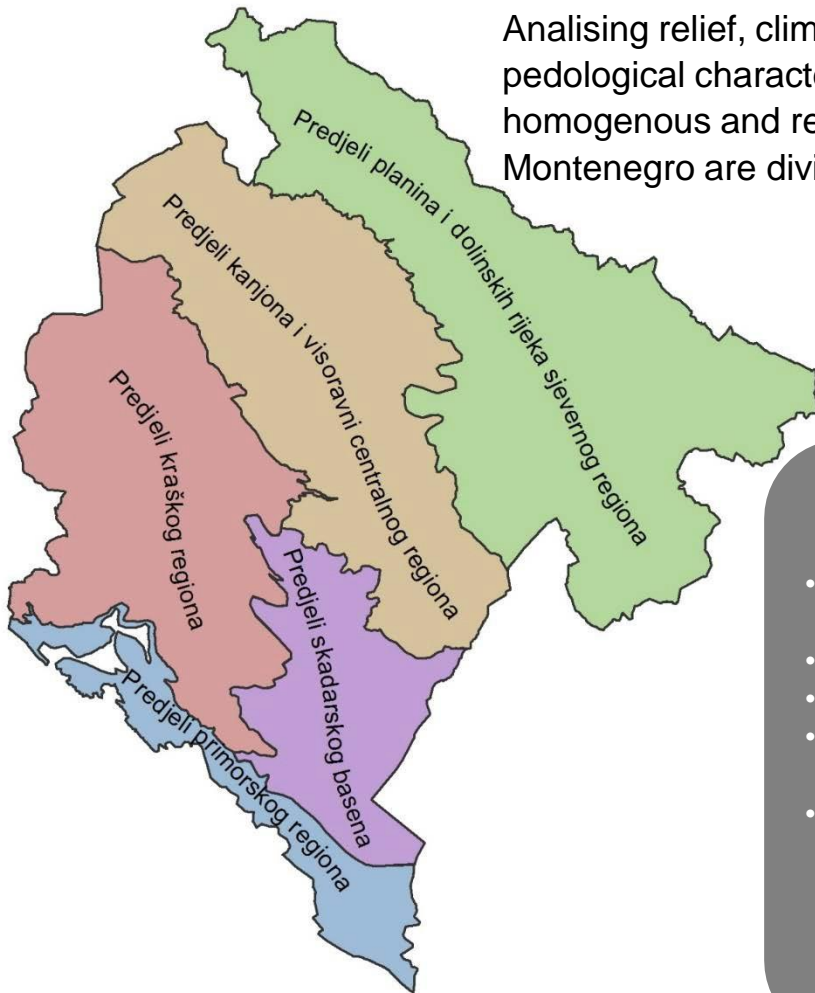 Analising relief, clim
pedological characte
homogenous and re
Montenegro are divi
Predjeli planina i dolinskih rijeka sjevernog regiona
Predjeli kanjona i visoravni centralnog regiona
Predjeli kraškog regiona
Predjeli skadarskog basena
Predjeli primorskog regiona